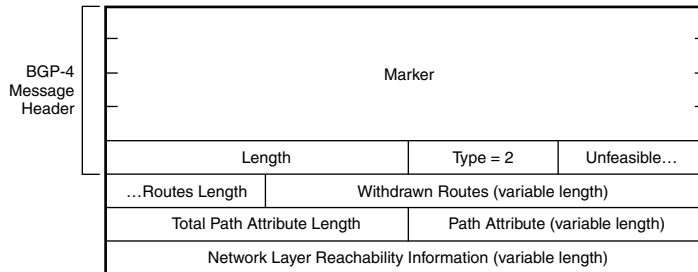 BGP-4
Message
Header
Marker
Length Type = 2 Unfeasible…
…Routes Length Withdrawn Routes (variable length)
Total Path Attribute Length Path Attribute (variable length)
Network Layer Reachability Information (variable length)